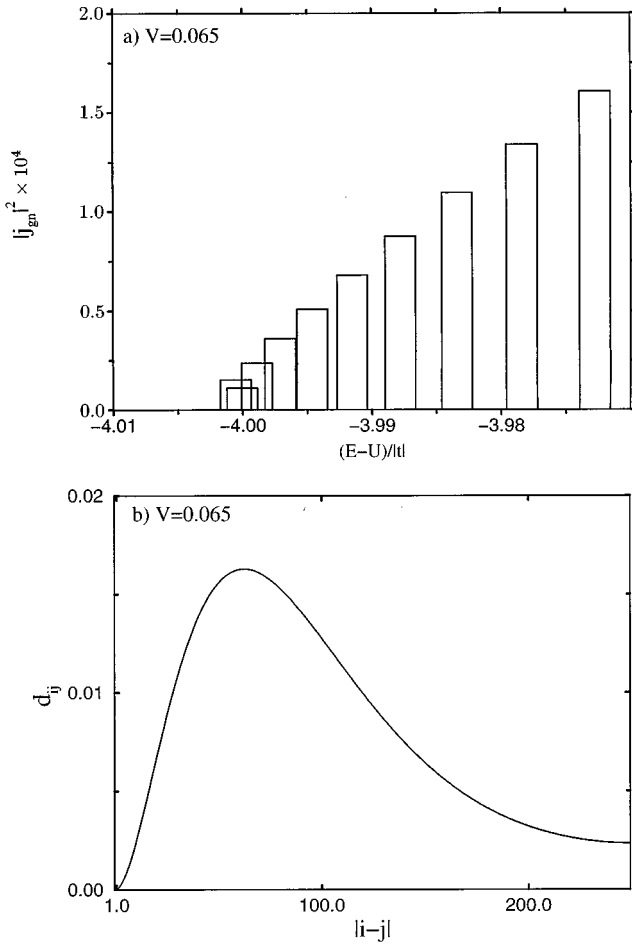 a) V=0.065
2.0
1.5
1.0
0.5
0.0
|j_gn|² × 10⁴
−4.01
−4.00
−3.99
−3.98
(E−U)/|t|
b) V=0.065
0.02
0.01
0.00
d_ij
1.0
100.0
200.0
|i−j|